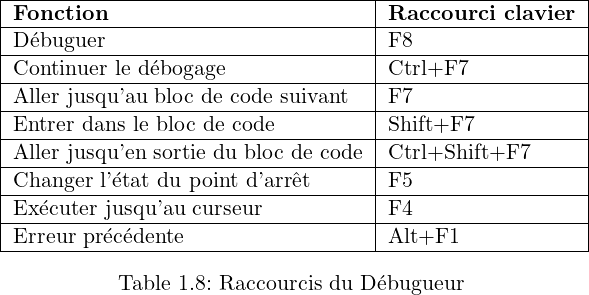 Fonction Raccourci clavier
Débuguer F8
Continuer le débogage Ctrl+F7
Aller jusqu'au bloc de code suivant F7
Entrer dans le bloc de code Shift+F7
Aller jusqu'en sortie du bloc de code Ctrl+Shift+F7
Changer l'état du point d'arrêt F5
Exécuter jusqu'au curseur F4
Erreur précédente Alt+F1
Table 1.8: Raccourcis du Débugueur